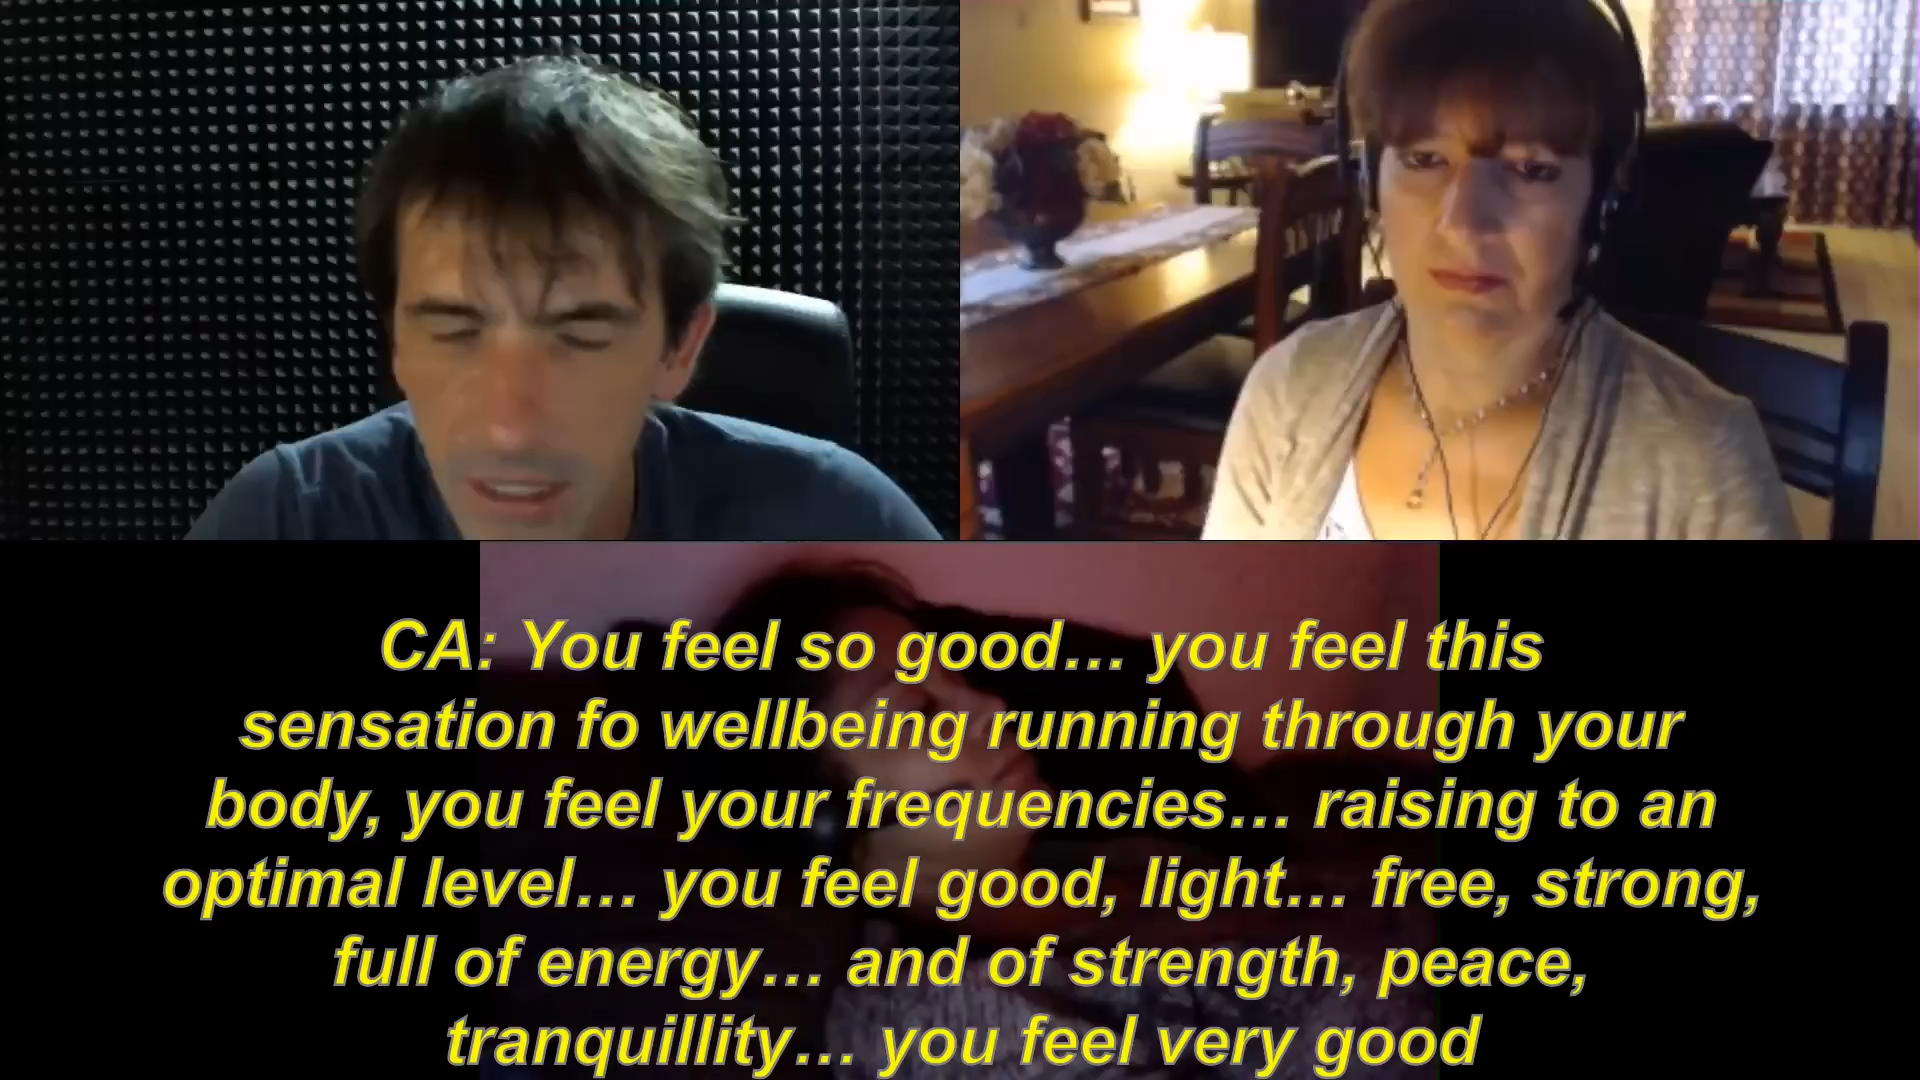 CA: You feel so good... you feel this
sensation fo wellbeing running through your
body, you feel your frequencies... raising to an
optimal level... you feel good, light... free, strong,
full of energy... and of strength, peace,
tranquillity... you feel very good